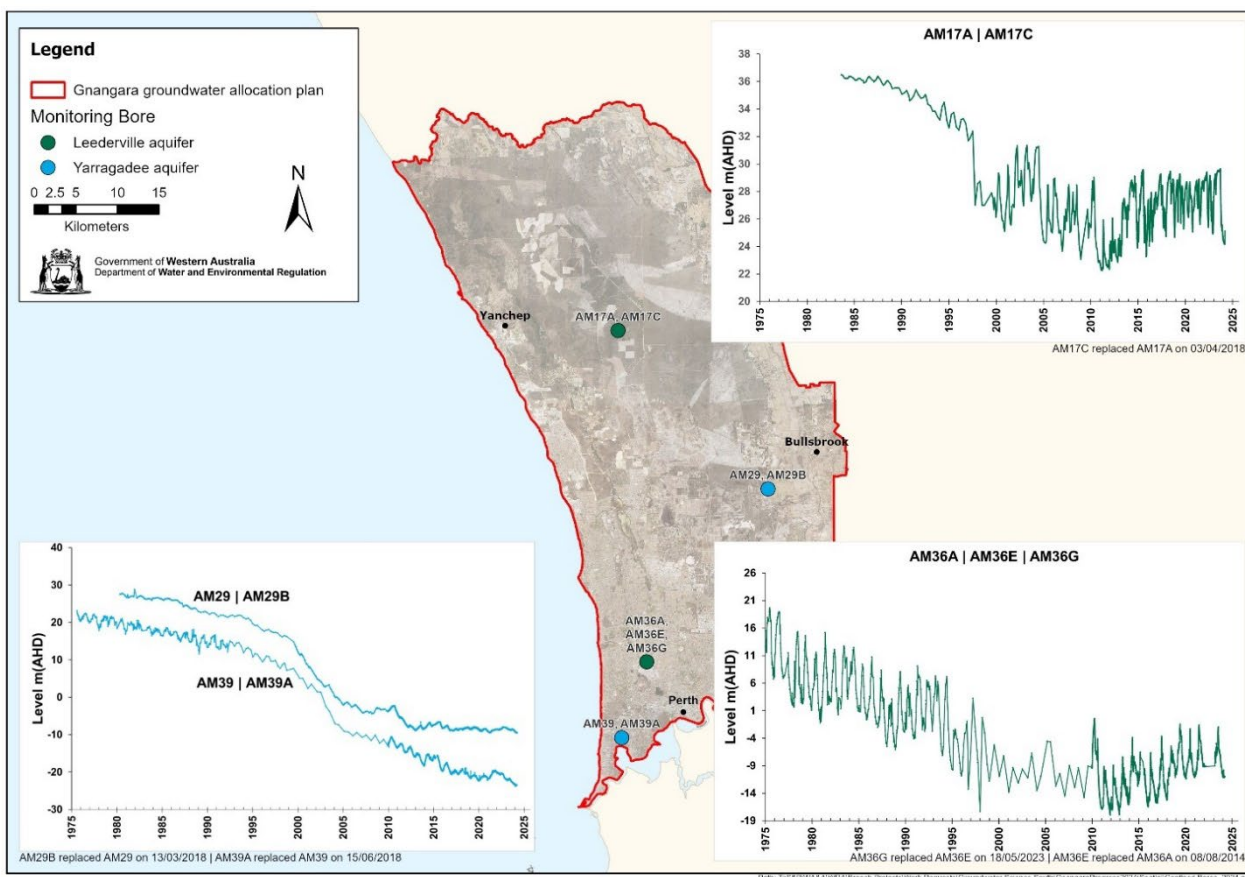 Legend
Gnangara groundwater allocation plan
Monitoring Bore
Leederville aquifer
Yarragadee aquifer
0 2.5 5 10 15
Kilometers
N
Government of Western Australia
Department of Water and Environmental Regulation
AM17A | AM17C
Level m(AHD)
38
36
34
32
30
28
26
24
22
20
1975
1985
1990
1995
2000
2005
2010
2015
2020
2025
AM17C replaced AM17A on 03/04/2018
Yanchep
AM17A, AM17C
Bullsbrook
AM29, AM29B
AM36A,
AM36E,
AM36G
Perth
AM39, AM39A
Level m(AHD)
40
30
20
10
0
-10
-20
-30
AM29 | AM29B
AM39 | AM39A
1975
1980
1985
1990
1995
2000
2005
2010
2015
2020
2025
AM29B replaced AM29 on 13/03/2018 | AM39A replaced AM39 on 15/06/2018
AM36A | AM36E | AM36G
Level m(AHD)
26
21
16
11
6
1
-4
-9
-14
-19
1975
1980
1985
1990
1995
2000
2005
2010
2015
2020
2025
AM36G replaced AM36E on 18/05/2023 | AM36E replaced AM36A on 08/08/2014